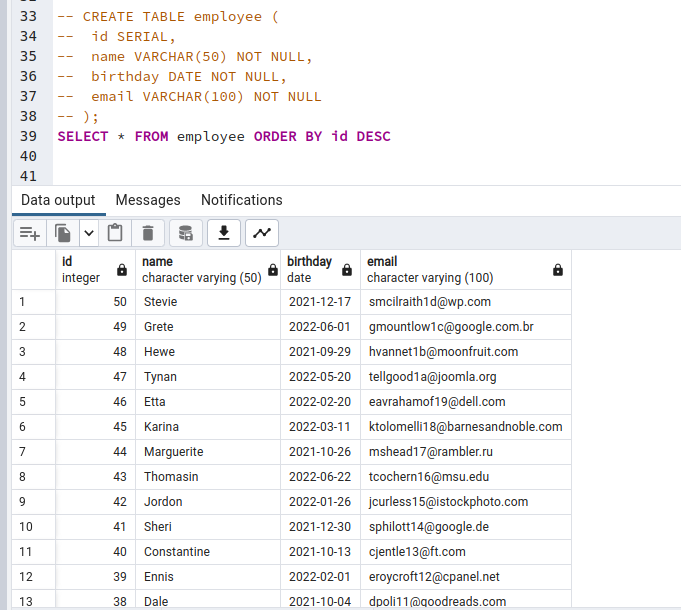 33 -- CREATE TABLE employee (
34 --  id SERIAL,
35 --  name VARCHAR(50) NOT NULL,
36 --  birthday DATE NOT NULL,
37 --  email VARCHAR(100) NOT NULL
38 -- );
39 SELECT * FROM employee ORDER BY id DESC
40
41
Data output Messages Notifications
id name birthday email
integer character varying (50) date character varying (100)
1 50 Stevie 2021-12-17 smcilraith1d@wp.com
2 49 Grete 2022-06-01 gmountlow1c@google.com.br
3 48 Hewe 2021-09-29 hvannet1b@moonfruit.com
4 47 Tynan 2022-05-20 tellgood1a@joomla.org
5 46 Etta 2022-02-20 eavrahamof19@dell.com
6 45 Karina 2022-03-11 ktolomelli18@barnesandnoble.com
7 44 Marguerite 2021-10-26 mshead17@rambler.ru
8 43 Thomasin 2022-06-22 tcochern16@msu.edu
9 42 Jordon 2022-01-26 jcurless15@istockphoto.com
10 41 Sheri 2021-12-30 sphilott14@google.de
11 40 Constantine 2021-10-13 cjentle13@ft.com
12 39 Ennis 2022-02-01 eroycroft12@cpanel.net
13 38 Dale 2021-10-04 dpoli11@goodreads.com